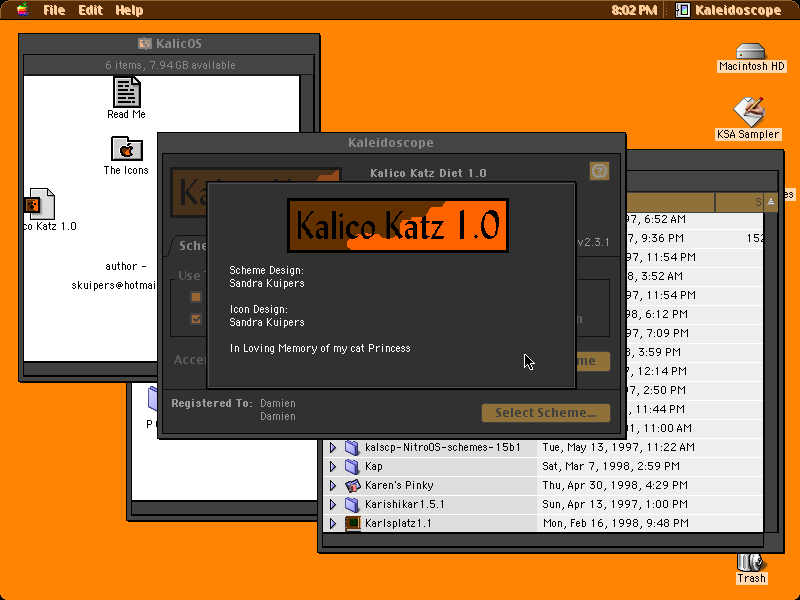 File Edit Help 8:02 PM Kaleidoscope
KalicOS
6 items, 7.94 GB available
Read Me
The Icons
co Katz 1.0
author -
skuipers@hotmai
Macintosh HD
KSA Sampler
Trash
Kaleidoscope
Kalico Katz Diet 1.0
v2.3.1
Sche
Use
Accer
me
Registered To: Damien
Damien
Select Scheme...
Kalico Katz 1.0
Scheme Design:
Sandra Kuipers
Icon Design:
Sandra Kuipers
In Loving Memory of my cat Princess
S
97, 6:52 AM
7, 9:36 PM 152
97, 11:54 PM
8, 3:52 AM
97, 11:54 PM
8, 6:12 PM
97, 7:09 PM
8, 3:59 PM
, 12:14 PM
7, 2:50 PM
, 11:44 PM
01, 11:00 AM
kalscp-NitroOS-schemes-15b1 Tue, May 13, 1997, 11:22 AM
Kap Sat, Mar 7, 1998, 2:59 PM
Karen's Pinky Thu, Apr 30, 1998, 4:29 PM
Karishikar1.5.1 Sun, Apr 13, 1997, 1:00 PM
Karlsplatz1.1 Mon, Feb 16, 1998, 9:48 PM